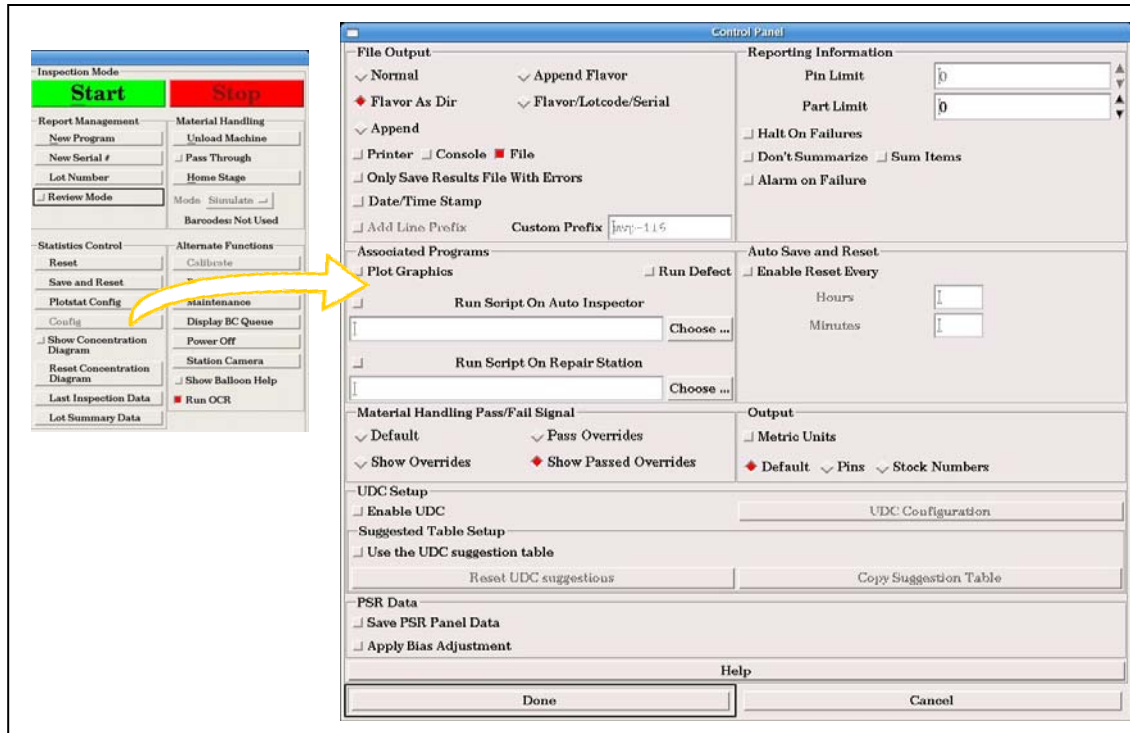 Inspection Mode
Start Stop
Report Management Material Handling
New Program Unload Machine
New Serial # Pass Through
Lot Number Home Stage
Review Mode Mode Simulate
Barcodes: Not Used
Statistics Control Alternate Functions
Reset Calibrate
Save and Reset
Plotstat Config Maintenance
Config Display BC Queue
Show Concentration Diagram Power Off
Reset Concentration Diagram Station Camera
Show Balloon Help
Last Inspection Data Run OCR
Lot Summary Data
Control Panel
File Output
Normal Append Flavor
Flavor As Dir Flavor/Lotcode/Serial
Append
Printer Console File
Only Save Results File With Errors
Date/Time Stamp
Add Line Prefix Custom Prefix
Reporting Information
Pin Limit 0
Part Limit 0
Halt On Failures
Don't Summarize Sum Items
Alarm on Failure
Associated Programs
Plot Graphics Run Defect
Run Script On Auto Inspector
Choose ...
Run Script On Repair Station
Choose ...
Auto Save and Reset
Enable Reset Every
Hours
Minutes
Material Handling Pass/Fail Signal
Default Pass Overrides
Show Overrides Show Passed Overrides
Output
Metric Units
Default Pins Stock Numbers
UDC Setup
Enable UDC UDC Configuration
Suggested Table Setup
Use the UDC suggestion table
Reset UDC suggestions Copy Suggestion Table
PSR Data
Save PSR Panel Data
Apply Bias Adjustment
Help
Done Cancel